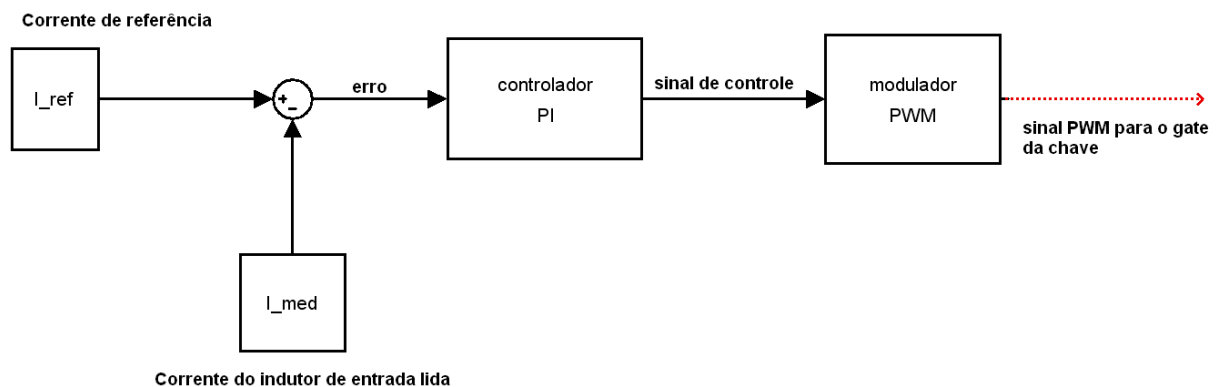 Corrente de referência
I_ref
+
-
erro
controlador
PI
sinal de controle
modulador
PWM
sinal PWM para o gate
da chave
I_med
Corrente do indutor de entrada lida